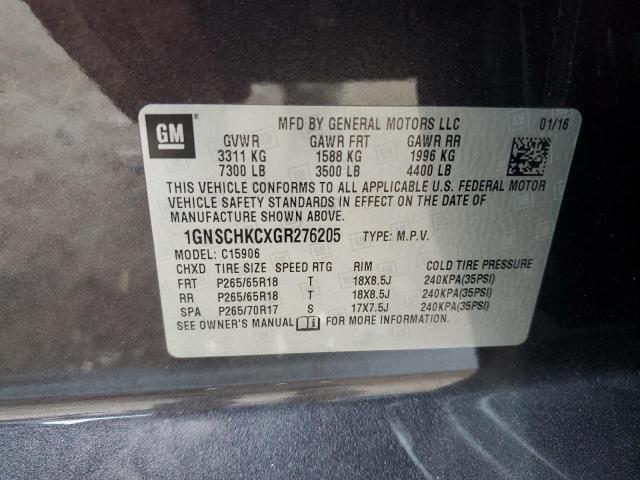 GM
MFD BY GENERAL MOTORS LLC 01/16
GVWR GAWR FRT GAWR RR
3311 KG 1588 KG 1996 KG
7300 LB 3500 LB 4400 LB
THIS VEHICLE CONFORMS TO ALL APPLICABLE U.S. FEDERAL MOTOR
VEHICLE SAFETY STANDARDS IN EFFECT ON THE DATE OF
MANUFACTURE SHOWN ABOVE.
1GNSCHKCXGR276205 TYPE: M.P.V.
MODEL: C15906
CHXD TIRE SIZE SPEED RTG RIM COLD TIRE PRESSURE
FRT P265/65R18 T 18X8.5J 240KPA(35PSI)
RR P265/65R18 T 18X8.5J 240KPA(35PSI)
SPA P265/70R17 S 17X7.5J 240KPA(35PSI)
SEE OWNER'S MANUAL FOR MORE INFORMATION.